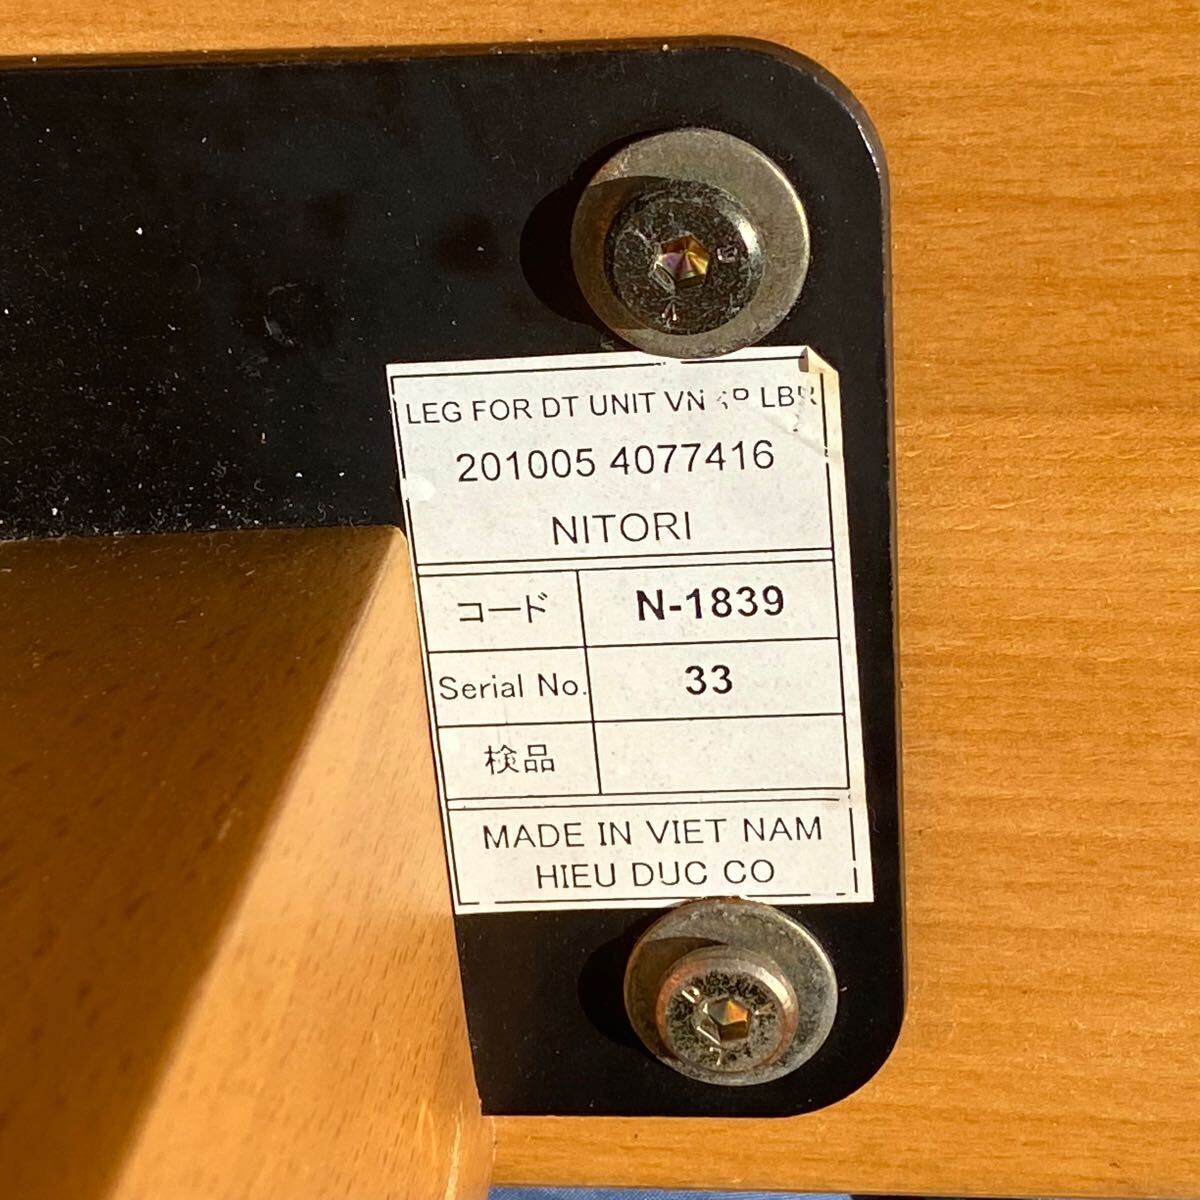 LEG FOR DT UNIT VN LBR
201005 4077416
NITORI
コード N-1839
Serial No. 33
検品
MADE IN VIET NAM
HIEU DUC CO